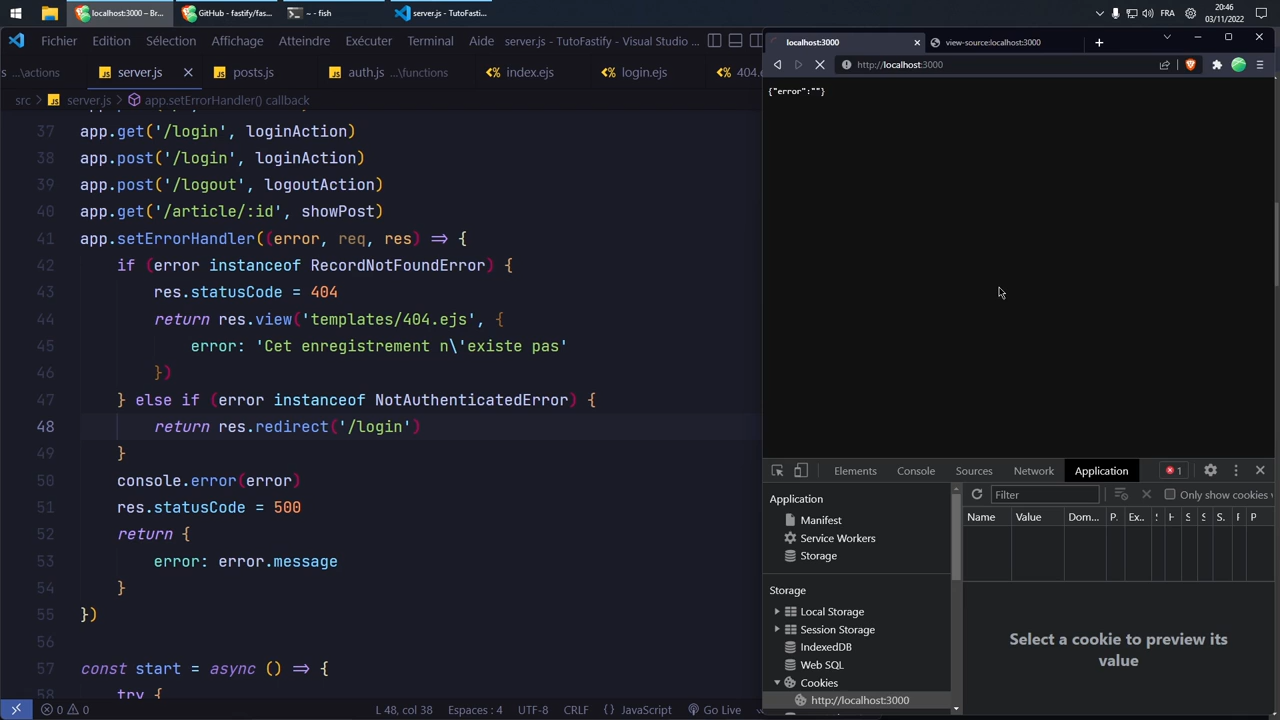 localhost:3000 – Br...
GitHub - fastify/fas...
~ - fish
server.js - TutoFasti...
FRA
20:46
03/11/2022
Fichier Edition Sélection Affichage Atteindre Exécuter Terminal Aide server.js - TutoFastify - Visual Studio ...
s ...\actions
server.js
posts.js
auth.js ...\functions
index.ejs
login.ejs
404.e
src > server.js > app.setErrorHandler() callback
37 app.get('/login', loginAction)
38 app.post('/login', loginAction)
39 app.post('/logout', logoutAction)
40 app.get('/article/:id', showPost)
41 app.setErrorHandler((error, req, res) => {
42 if (error instanceof RecordNotFoundError) {
43 res.statusCode = 404
44 return res.view('templates/404.ejs', {
45 error: 'Cet enregistrement n\'existe pas'
46 })
47 } else if (error instanceof NotAuthenticatedError) {
48 return res.redirect('/login')
49 }
50 console.error(error)
51 res.statusCode = 500
52 return {
53 error: error.message
54 }
55 })
56
57 const start = async () => {
58 try {
0 0
L 48, col 38
Espaces : 4
UTF-8
CRLF
{} JavaScript
Go Live
localhost:3000
view-source:localhost:3000
http://localhost:3000
{"error":""}
Elements Console Sources Network Application
1
Application
Manifest
Service Workers
Storage
Storage
Local Storage
Session Storage
IndexedDB
Web SQL
Cookies
http://localhost:3000
Filter
Only show cookies
Name Value Dom... P. Ex... S H S S. F P
Select a cookie to preview its
value